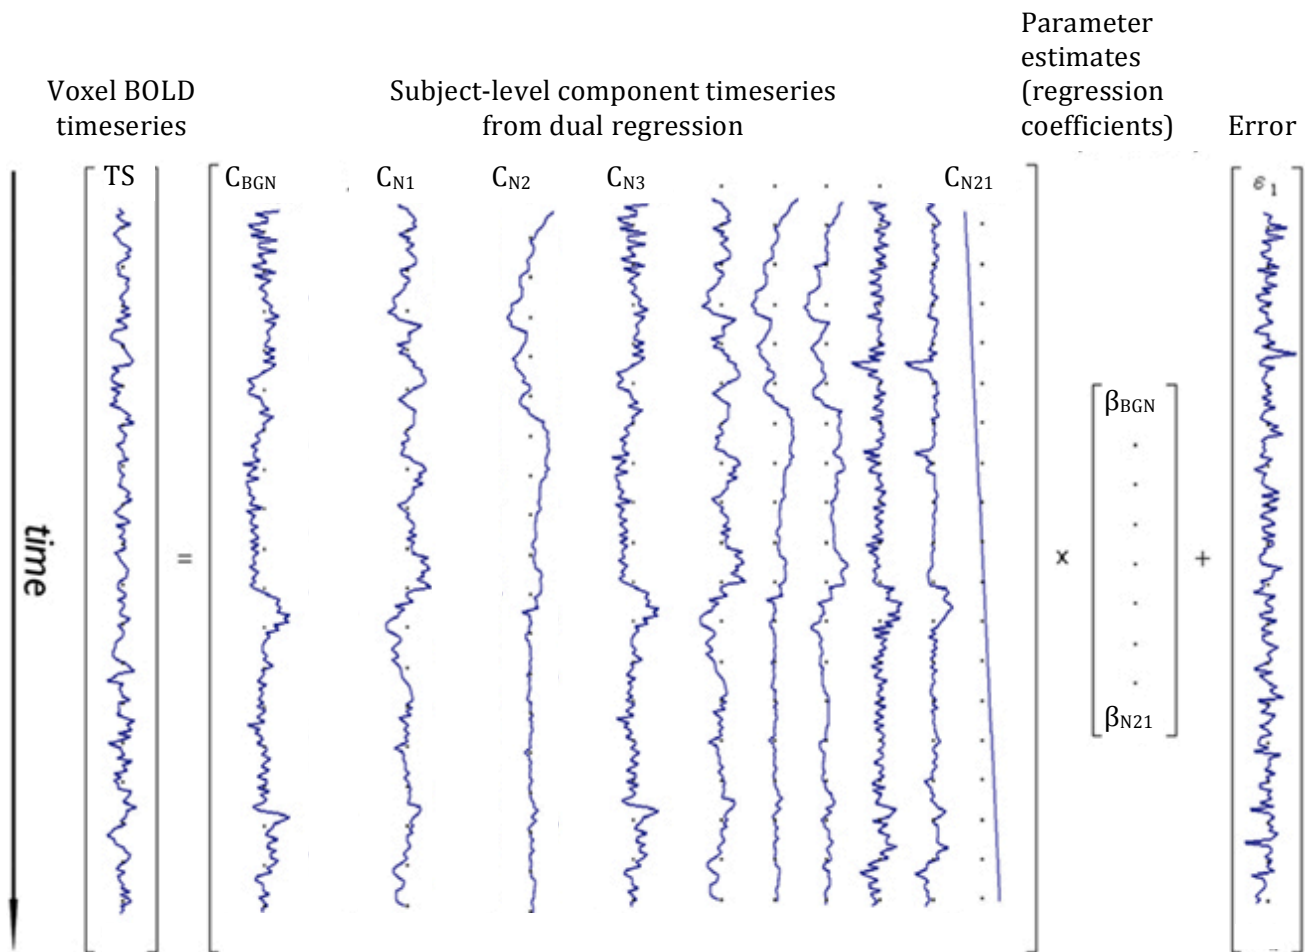 Parameter
estimates
(regression
coefficients)
Voxel BOLD
timeseries
Subject-level component timeseries
from dual regression
Error
TS
C_BGN
C_N1
C_N2
C_N3
C_N21
ε_1
time
=
x
β_BGN
β_N21
+